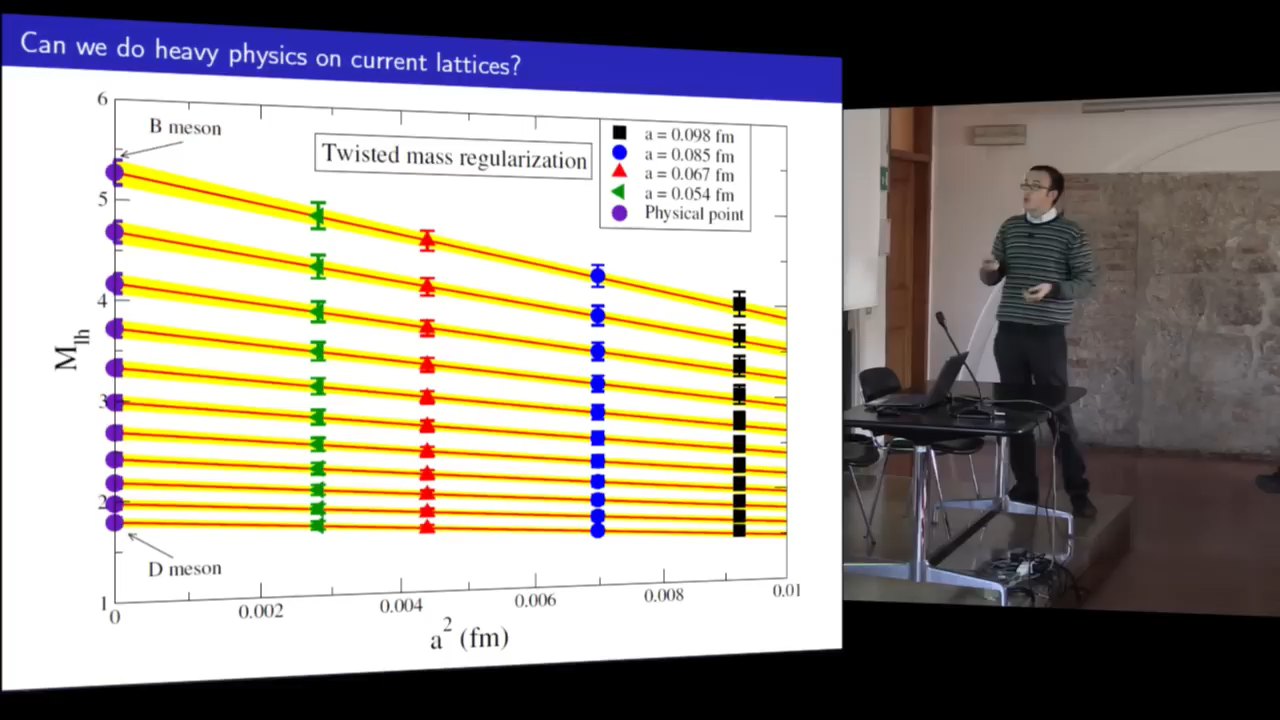 Can we do heavy physics on current lattices?
6
B meson
Twisted mass regularization
a = 0.098 fm
a = 0.085 fm
a = 0.067 fm
a = 0.054 fm
Physical point
5
4
M_lh
3
2
D meson
1
0
0.002
0.004
0.006
0.008
0.01
a² (fm)